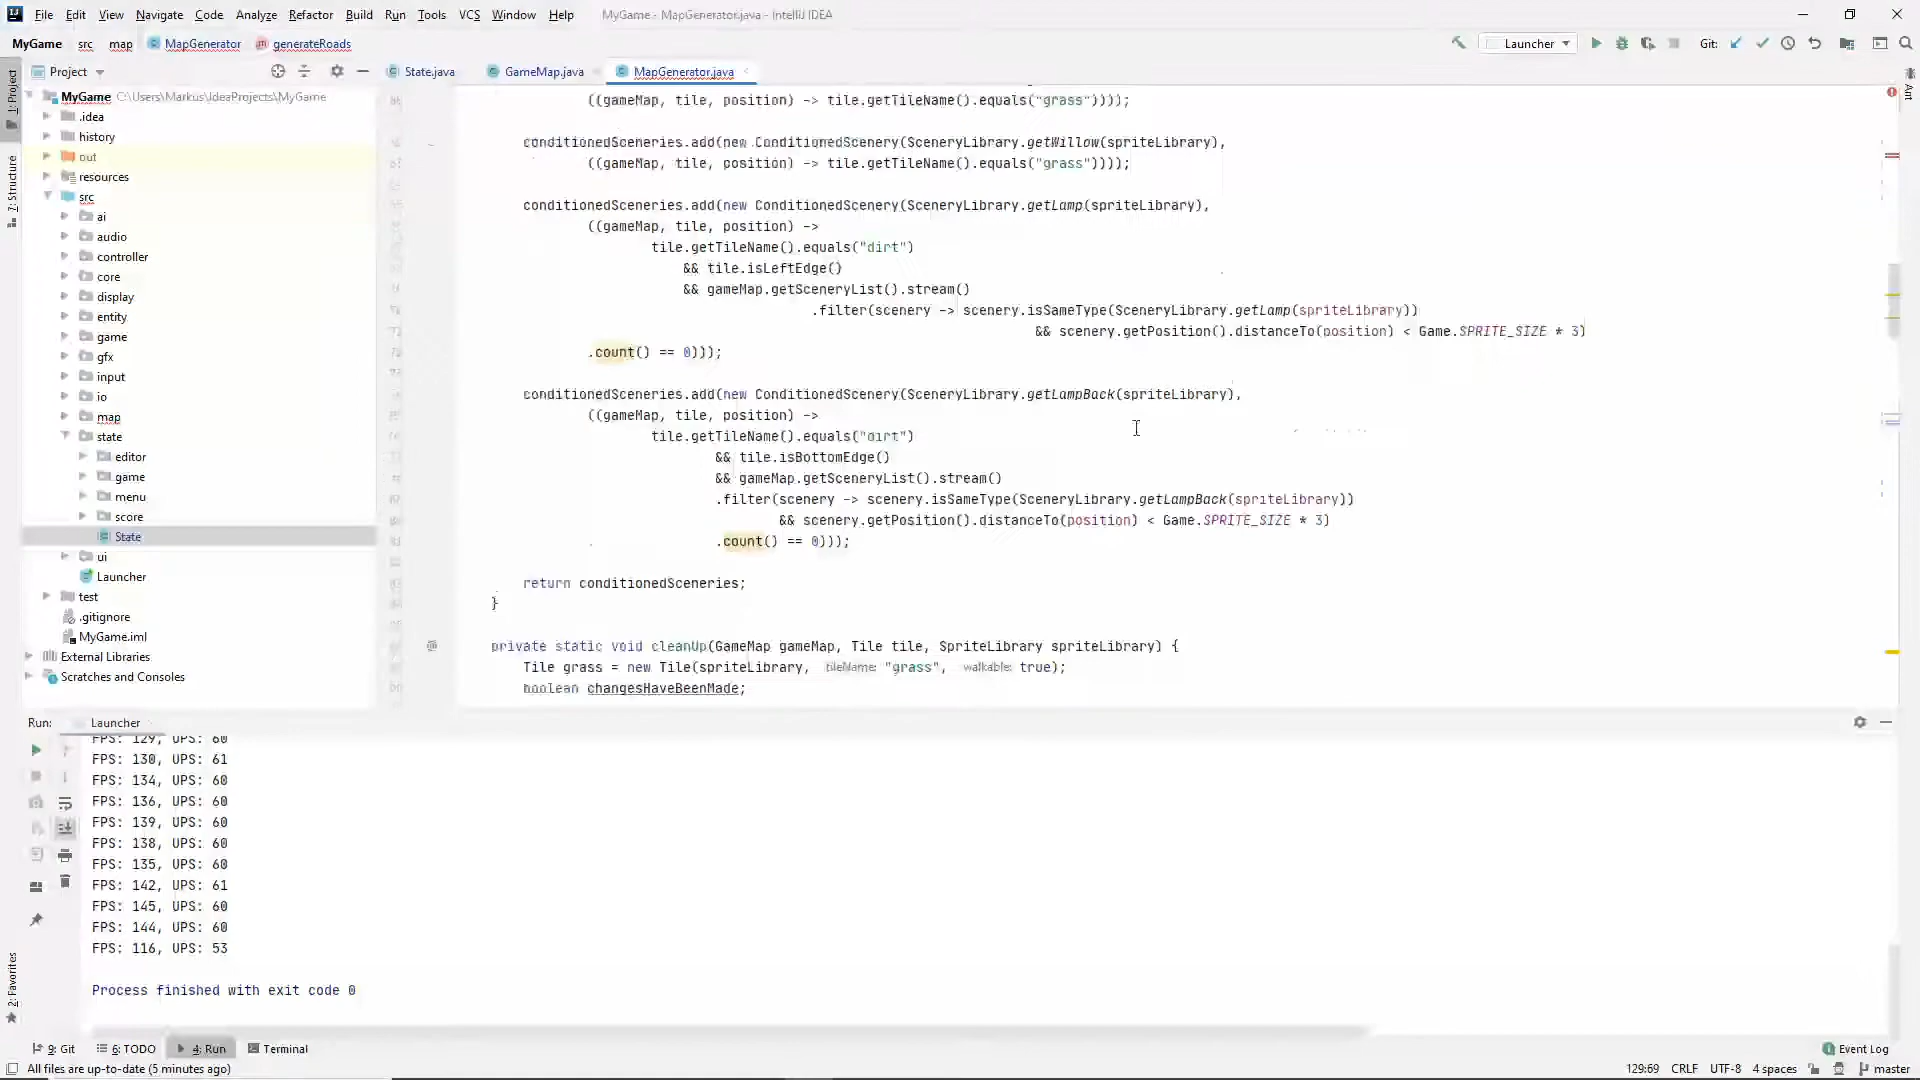 File Edit View Navigate Code Analyze Refactor Build Run Tools VCS Window Help MyGame - MapGenerator.java - IntelliJ IDEA
MyGame src map MapGenerator generateRoads Launcher Git:
Project State.java GameMap.java MapGenerator.java
1: Project
7: Structure
2: Favorites
Ant
MyGame C:\Users\Markus\IdeaProjects\MyGame
.idea
history
out
resources
src
ai
audio
controller
core
display
entity
game
gfx
input
io
map
state
editor
game
menu
score
State
ui
Launcher
test
.gitignore
MyGame.iml
External Libraries
Scratches and Consoles
((gameMap, tile, position) -> tile.getTileName().equals("grass"))));
conditionedSceneries.add(new ConditionedScenery(SceneryLibrary.getWillow(spriteLibrary),
((gameMap, tile, position) -> tile.getTileName().equals("grass"))));
conditionedSceneries.add(new ConditionedScenery(SceneryLibrary.getLamp(spriteLibrary),
((gameMap, tile, position) ->
tile.getTileName().equals("dirt")
&& tile.isLeftEdge()
&& gameMap.getSceneryList().stream()
.filter(scenery -> scenery.isSameType(SceneryLibrary.getLamp(spriteLibrary))
&& scenery.getPosition().distanceTo(position) < Game.SPRITE_SIZE * 3)
.count() == 0)));
conditionedSceneries.add(new ConditionedScenery(SceneryLibrary.getLampBack(spriteLibrary),
((gameMap, tile, position) ->
tile.getTileName().equals("dirt")
&& tile.isBottomEdge()
&& gameMap.getSceneryList().stream()
.filter(scenery -> scenery.isSameType(SceneryLibrary.getLampBack(spriteLibrary))
&& scenery.getPosition().distanceTo(position) < Game.SPRITE_SIZE * 3)
.count() == 0)));
return conditionedSceneries;
}
private static void cleanUp(GameMap gameMap, Tile tile, SpriteLibrary spriteLibrary) {
Tile grass = new Tile(spriteLibrary, tileName: "grass", walkable: true);
boolean changesHaveBeenMade;
Run: Launcher
FPS: 129, UPS: 60
FPS: 130, UPS: 61
FPS: 134, UPS: 60
FPS: 136, UPS: 60
FPS: 139, UPS: 60
FPS: 138, UPS: 60
FPS: 135, UPS: 60
FPS: 142, UPS: 61
FPS: 145, UPS: 60
FPS: 144, UPS: 60
FPS: 116, UPS: 53
Process finished with exit code 0
9: Git 6: TODO 4: Run Terminal Event Log
All files are up-to-date (5 minutes ago) 129:69 CRLF UTF-8 4 spaces master